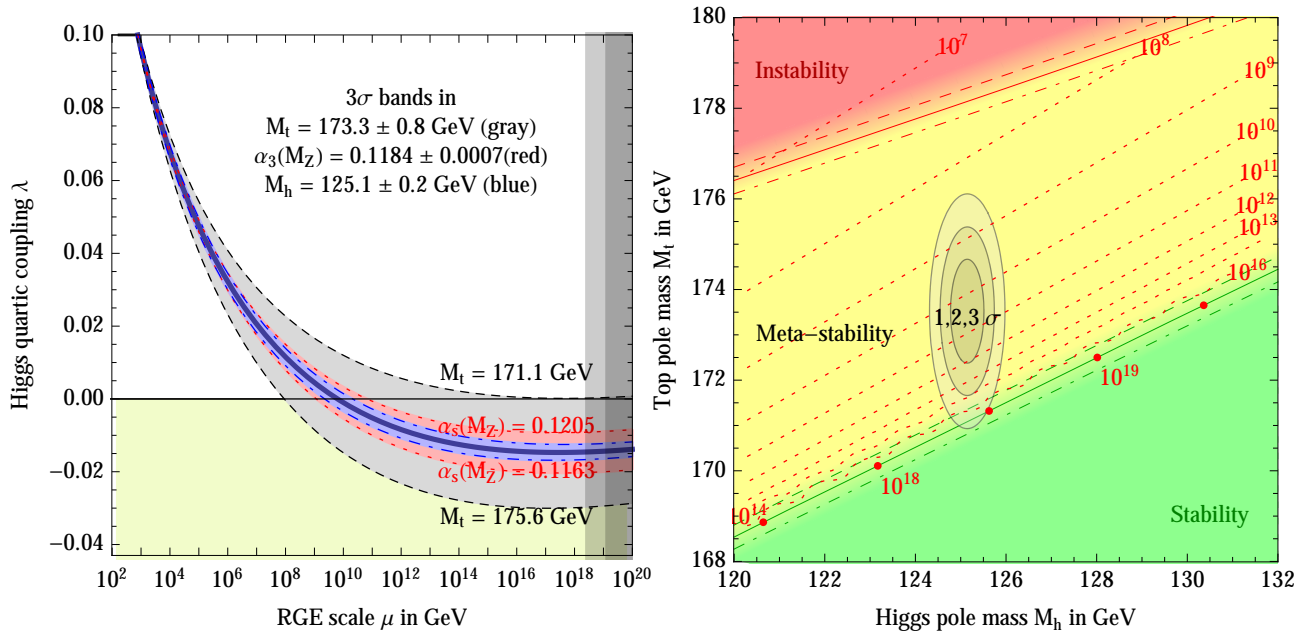 Higgs quartic coupling λ
0.10
0.08
0.06
0.04
0.02
0.00
−0.02
−0.04
3σ bands in
M_t = 173.3 ± 0.8 GeV (gray)
α_3(M_Z) = 0.1184 ± 0.0007(red)
M_h = 125.1 ± 0.2 GeV (blue)
M_t = 171.1 GeV
α_s(M_Z) = 0.1205
α_s(M_Z) = 0.1163
M_t = 175.6 GeV
10^2 10^4 10^6 10^8 10^10 10^12 10^14 10^16 10^18 10^20
RGE scale μ in GeV
Top pole mass M_t in GeV
180
178
176
174
172
170
168
Instability
10^7
10^8
10^9
10^10
10^11
10^12
10^13
10^16
1,2,3 σ
Meta−stability
10^19
10^18
10^14
Stability
120 122 124 126 128 130 132
Higgs pole mass M_h in GeV